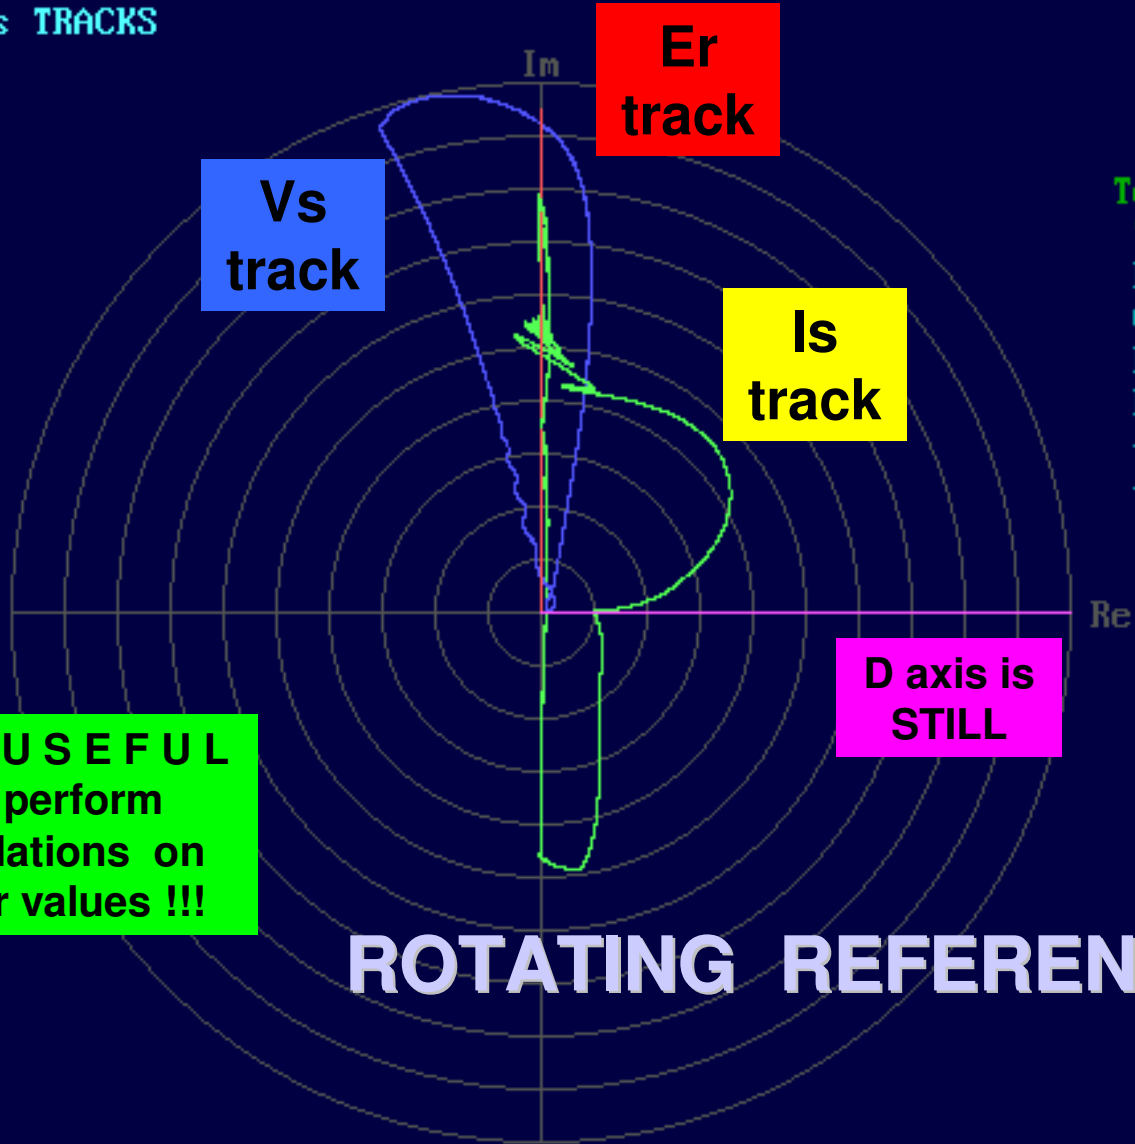 s TRACKS
Er
track
Im
Vs
track
Is
track
Re
D axis is
STILL
U S E F U L
perform
lations on
r values !!!
ROTATING REFEREN